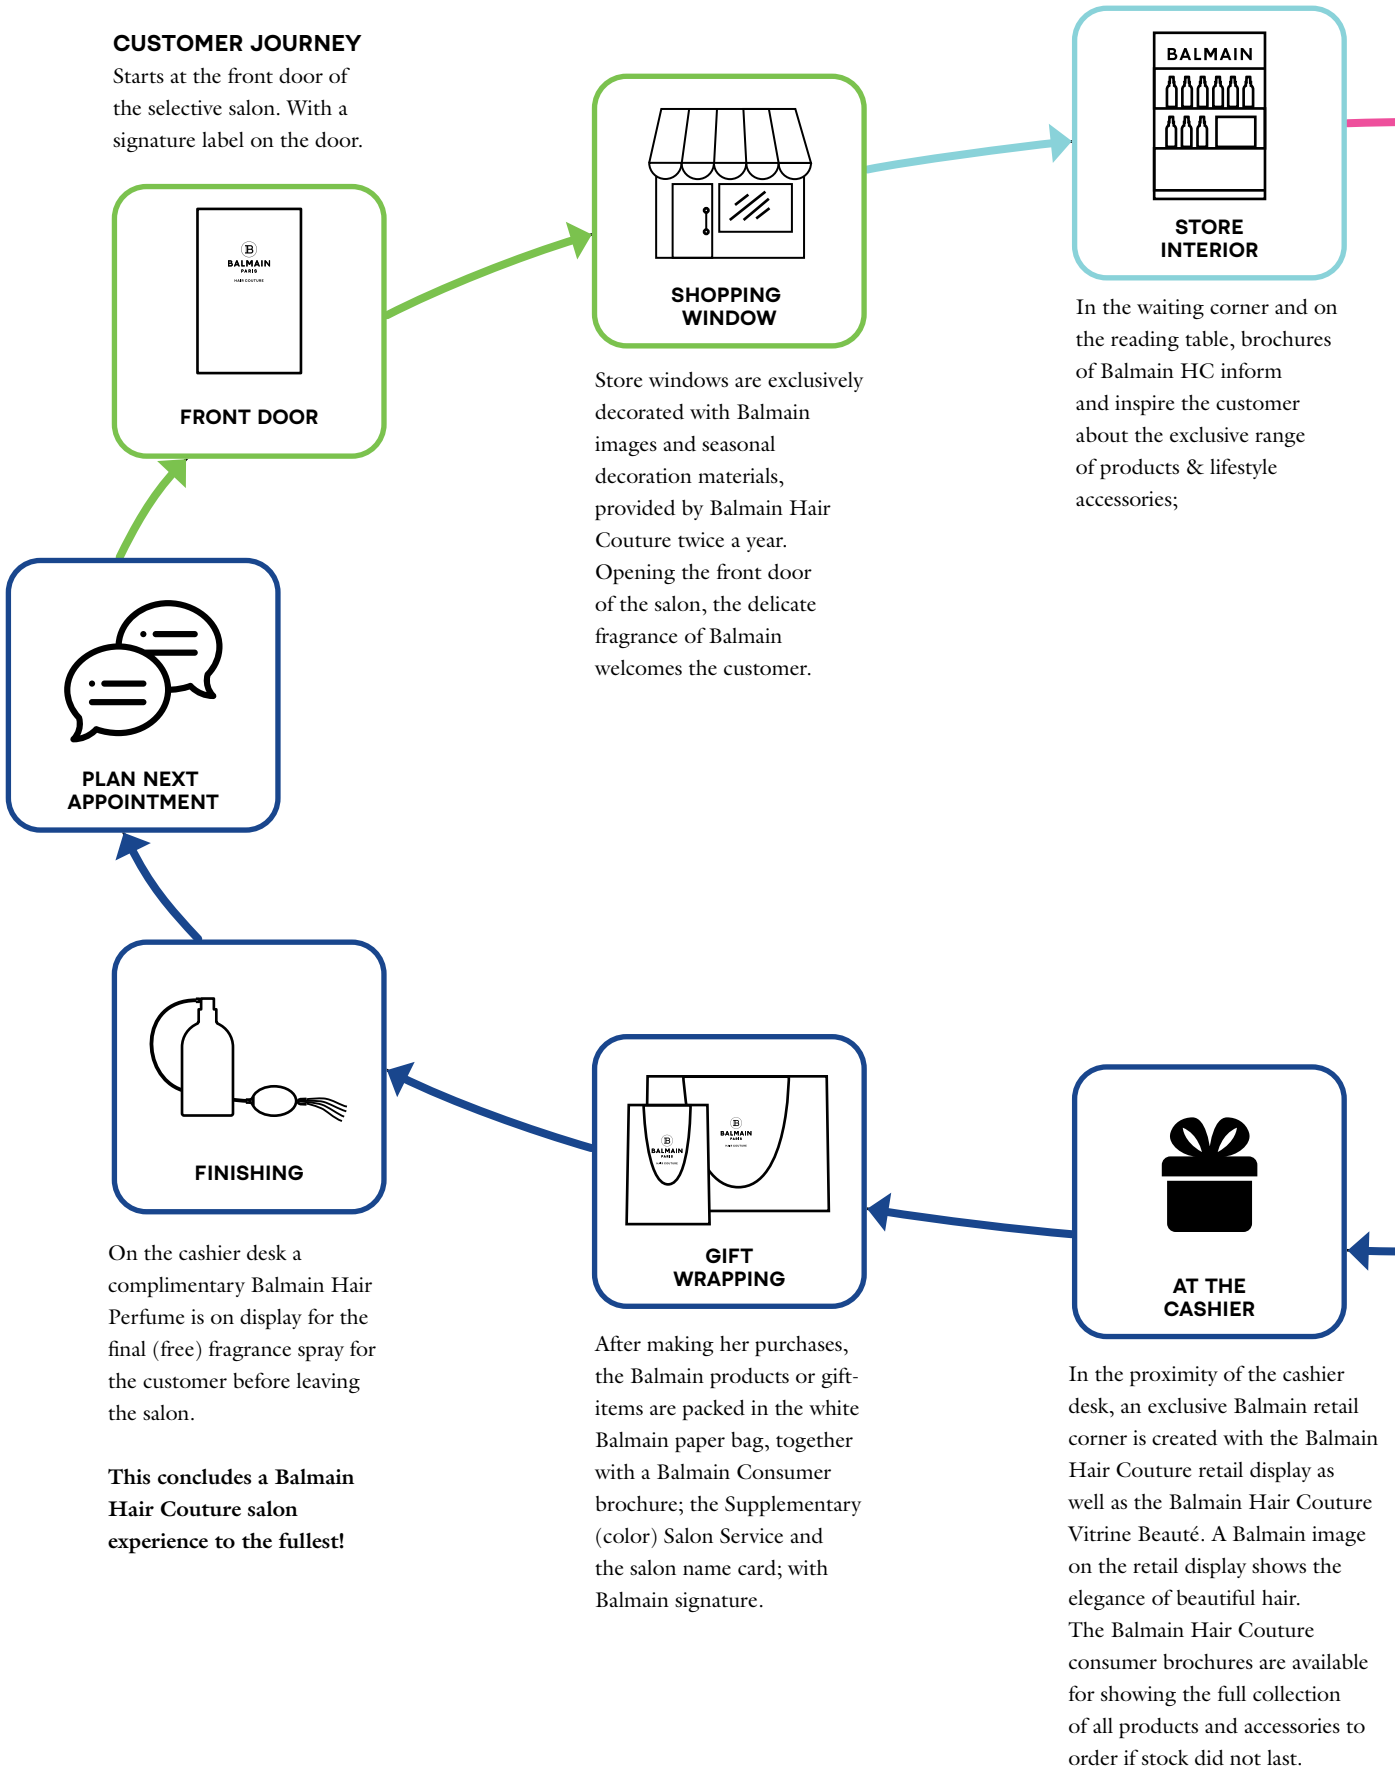 CUSTOMER JOURNEY
Starts at the front door of
the selective salon. With a
signature label on the door.
B
BALMAIN
PARIS
HAIR COUTURE
FRONT DOOR
SHOPPING
WINDOW
Store windows are exclusively
decorated with Balmain
images and seasonal
decoration materials,
provided by Balmain Hair
Couture twice a year.
Opening the front door
of the salon, the delicate
fragrance of Balmain
welcomes the customer.
BALMAIN
STORE
INTERIOR
In the waiting corner and on
the reading table, brochures
of Balmain HC inform
and inspire the customer
about the exclusive range
of products & lifestyle
accessories;
PLAN NEXT
APPOINTMENT
FINISHING
On the cashier desk a
complimentary Balmain Hair
Perfume is on display for the
final (free) fragrance spray for
the customer before leaving
the salon.
This concludes a Balmain
Hair Couture salon
experience to the fullest!
B
BALMAIN
PARIS
HAIR COUTURE
B
BALMAIN
PARIS
HAIR COUTURE
GIFT
WRAPPING
After making her purchases,
the Balmain products or gift-
items are packed in the white
Balmain paper bag, together
with a Balmain Consumer
brochure; the Supplementary
(color) Salon Service and
the salon name card; with
Balmain signature.
AT THE
CASHIER
In the proximity of the cashier
desk, an exclusive Balmain retail
corner is created with the Balmain
Hair Couture retail display as
well as the Balmain Hair Couture
Vitrine Beauté. A Balmain image
on the retail display shows the
elegance of beautiful hair.
The Balmain Hair Couture
consumer brochures are available
for showing the full collection
of all products and accessories to
order if stock did not last.